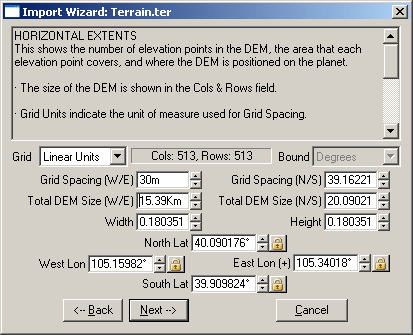 Import Wizard: Terrain.ter
HORIZONTAL EXTENTS
This shows the number of elevation points in the DEM, the area that each
elevation point covers, and where the DEM is positioned on the planet.
· The size of the DEM is shown in the Cols & Rows field.
· Grid Units indicate the unit of measure used for Grid Spacing.
Grid Linear Units Cols: 513, Rows: 513 Bound Degrees
Grid Spacing (W/E) 30m Grid Spacing (N/S) 39.16221
Total DEM Size (W/E) 15.39Km Total DEM Size (N/S) 20.09021
Width 0.180351 Height 0.180351
North Lat 40.090176°
West Lon 105.15982° East Lon (+) 105.34018°
South Lat 39.909824°
<-- Back Next --> Cancel